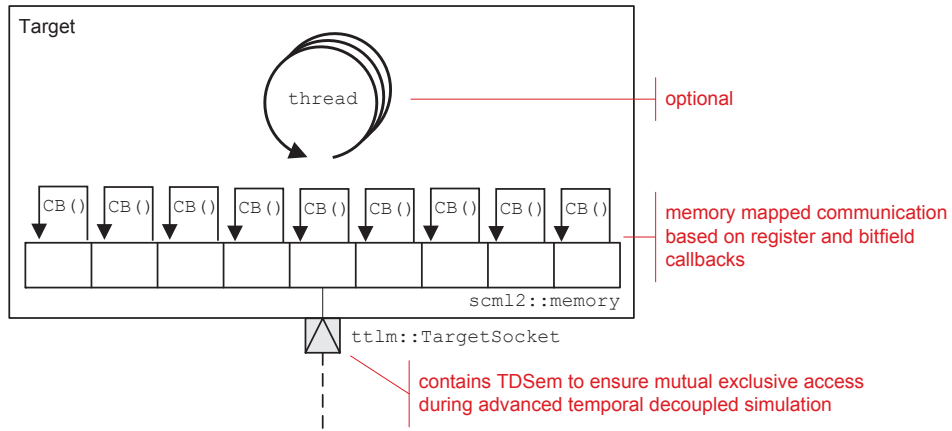 Target
thread
optional
CB() CB() CB() CB() CB() CB() CB() CB() CB()
memory mapped communication
based on register and bitfield
callbacks
scml2::memory
ttlm::TargetSocket
contains TDSem to ensure mutual exclusive access
during advanced temporal decoupled simulation